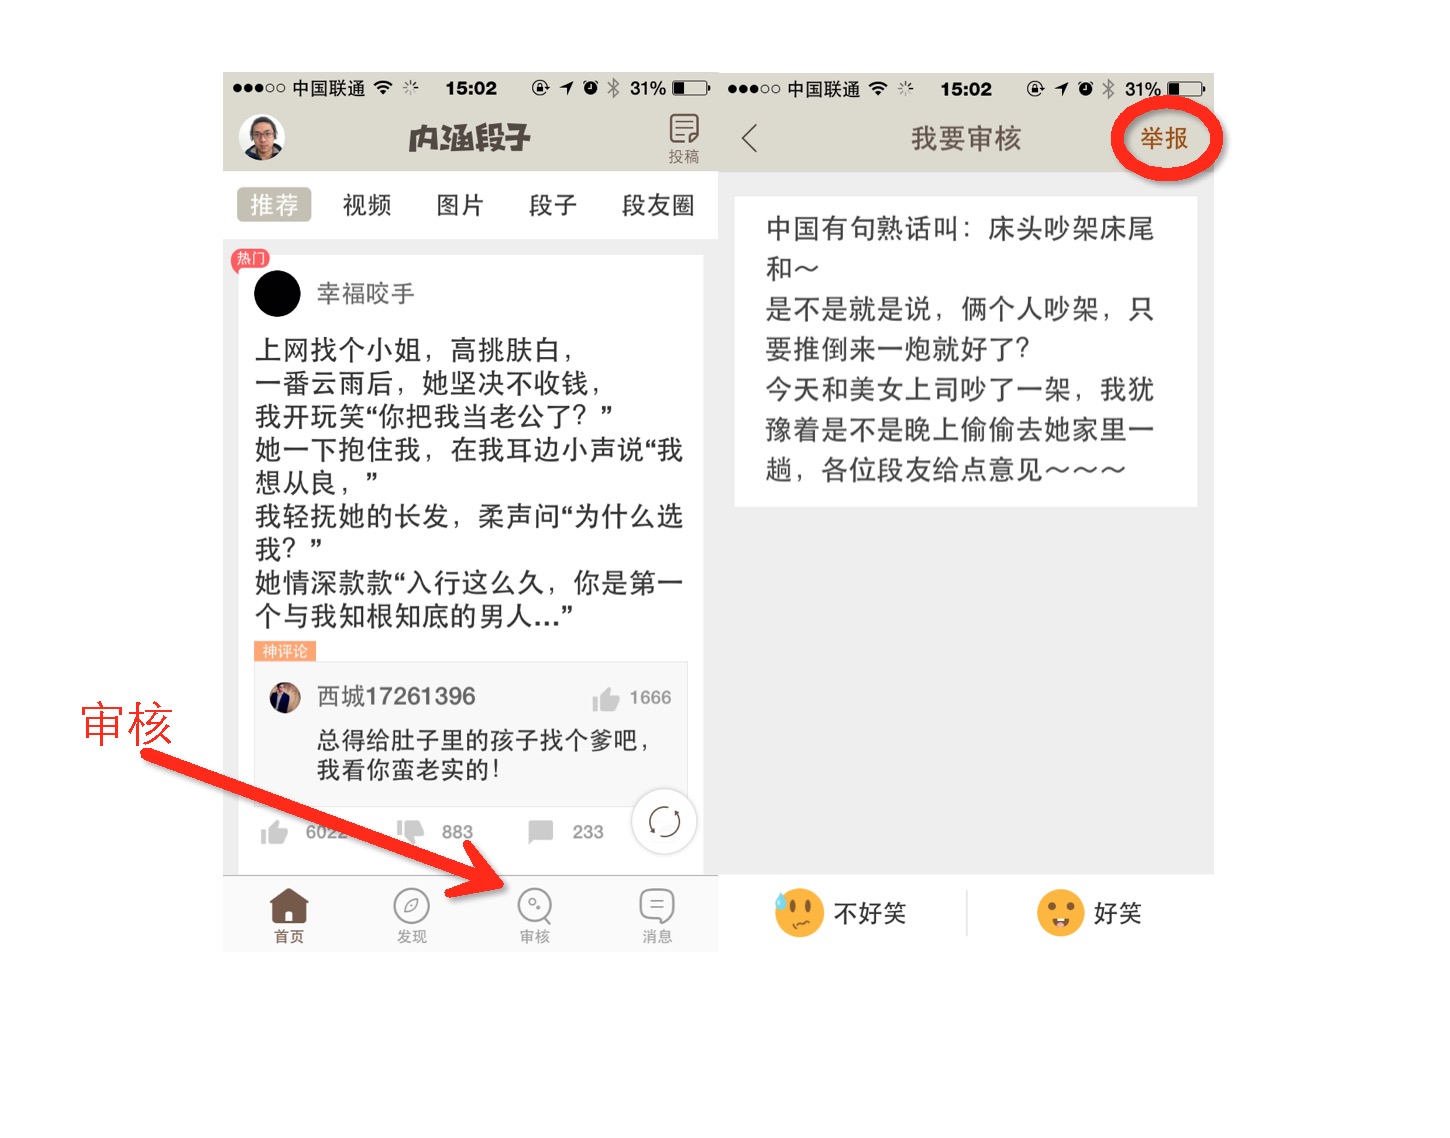 中国联通 15:02 31%
内涵段子
投稿
推荐 视频 图片 段子 段友圈
热门
幸福咬手
上网找个小姐，高挑肤白，
一番云雨后，她坚决不收钱，
我开玩笑“你把我当老公了？”
她一下抱住我，在我耳边小声说“我
想从良，”
我轻抚她的长发，柔声问“为什么选
我？”
她情深款款“入行这么久，你是第一
个与我知根知底的男人...”
神评论
西城17261396 1666
总得给肚子里的孩子找个爹吧，
我看你蛮老实的！
6022 883 233
首页 发现 审核 消息
审核
中国联通 15:02 31%
我要审核 举报
中国有句熟话叫：床头吵架床尾
和～
是不是就是说，俩个人吵架，只
要推倒来一炮就好了？
今天和美女上司吵了一架，我犹
豫着是不是晚上偷偷去她家里一
趟，各位段友给点意见～～～
不好笑 好笑